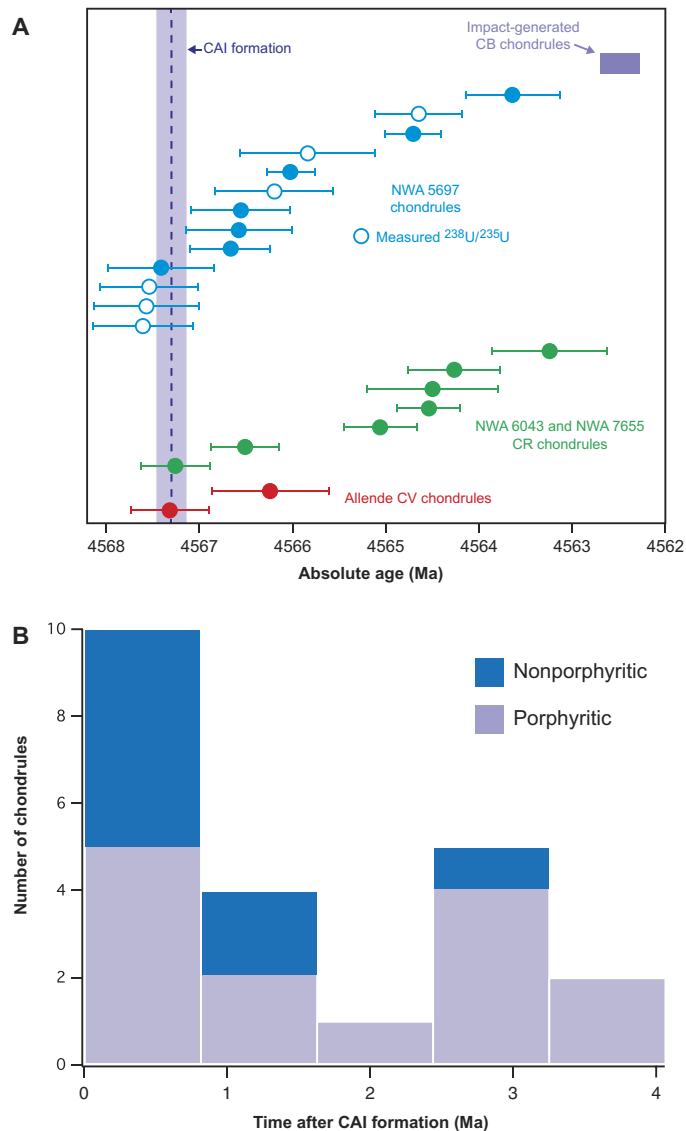 A
Impact-generated
CB chondrules
CAI formation
NWA 5697
chondrules
Measured ²³⁸U/²³⁵U
NWA 6043 and NWA 7655
CR chondrules
Allende CV chondrules
4568 4567 4566 4565 4564 4563 4562
Absolute age (Ma)
B
10
8
6
4
2
0
Number of chondrules
Nonporphyritic
Porphyritic
0 1 2 3 4
Time after CAI formation (Ma)